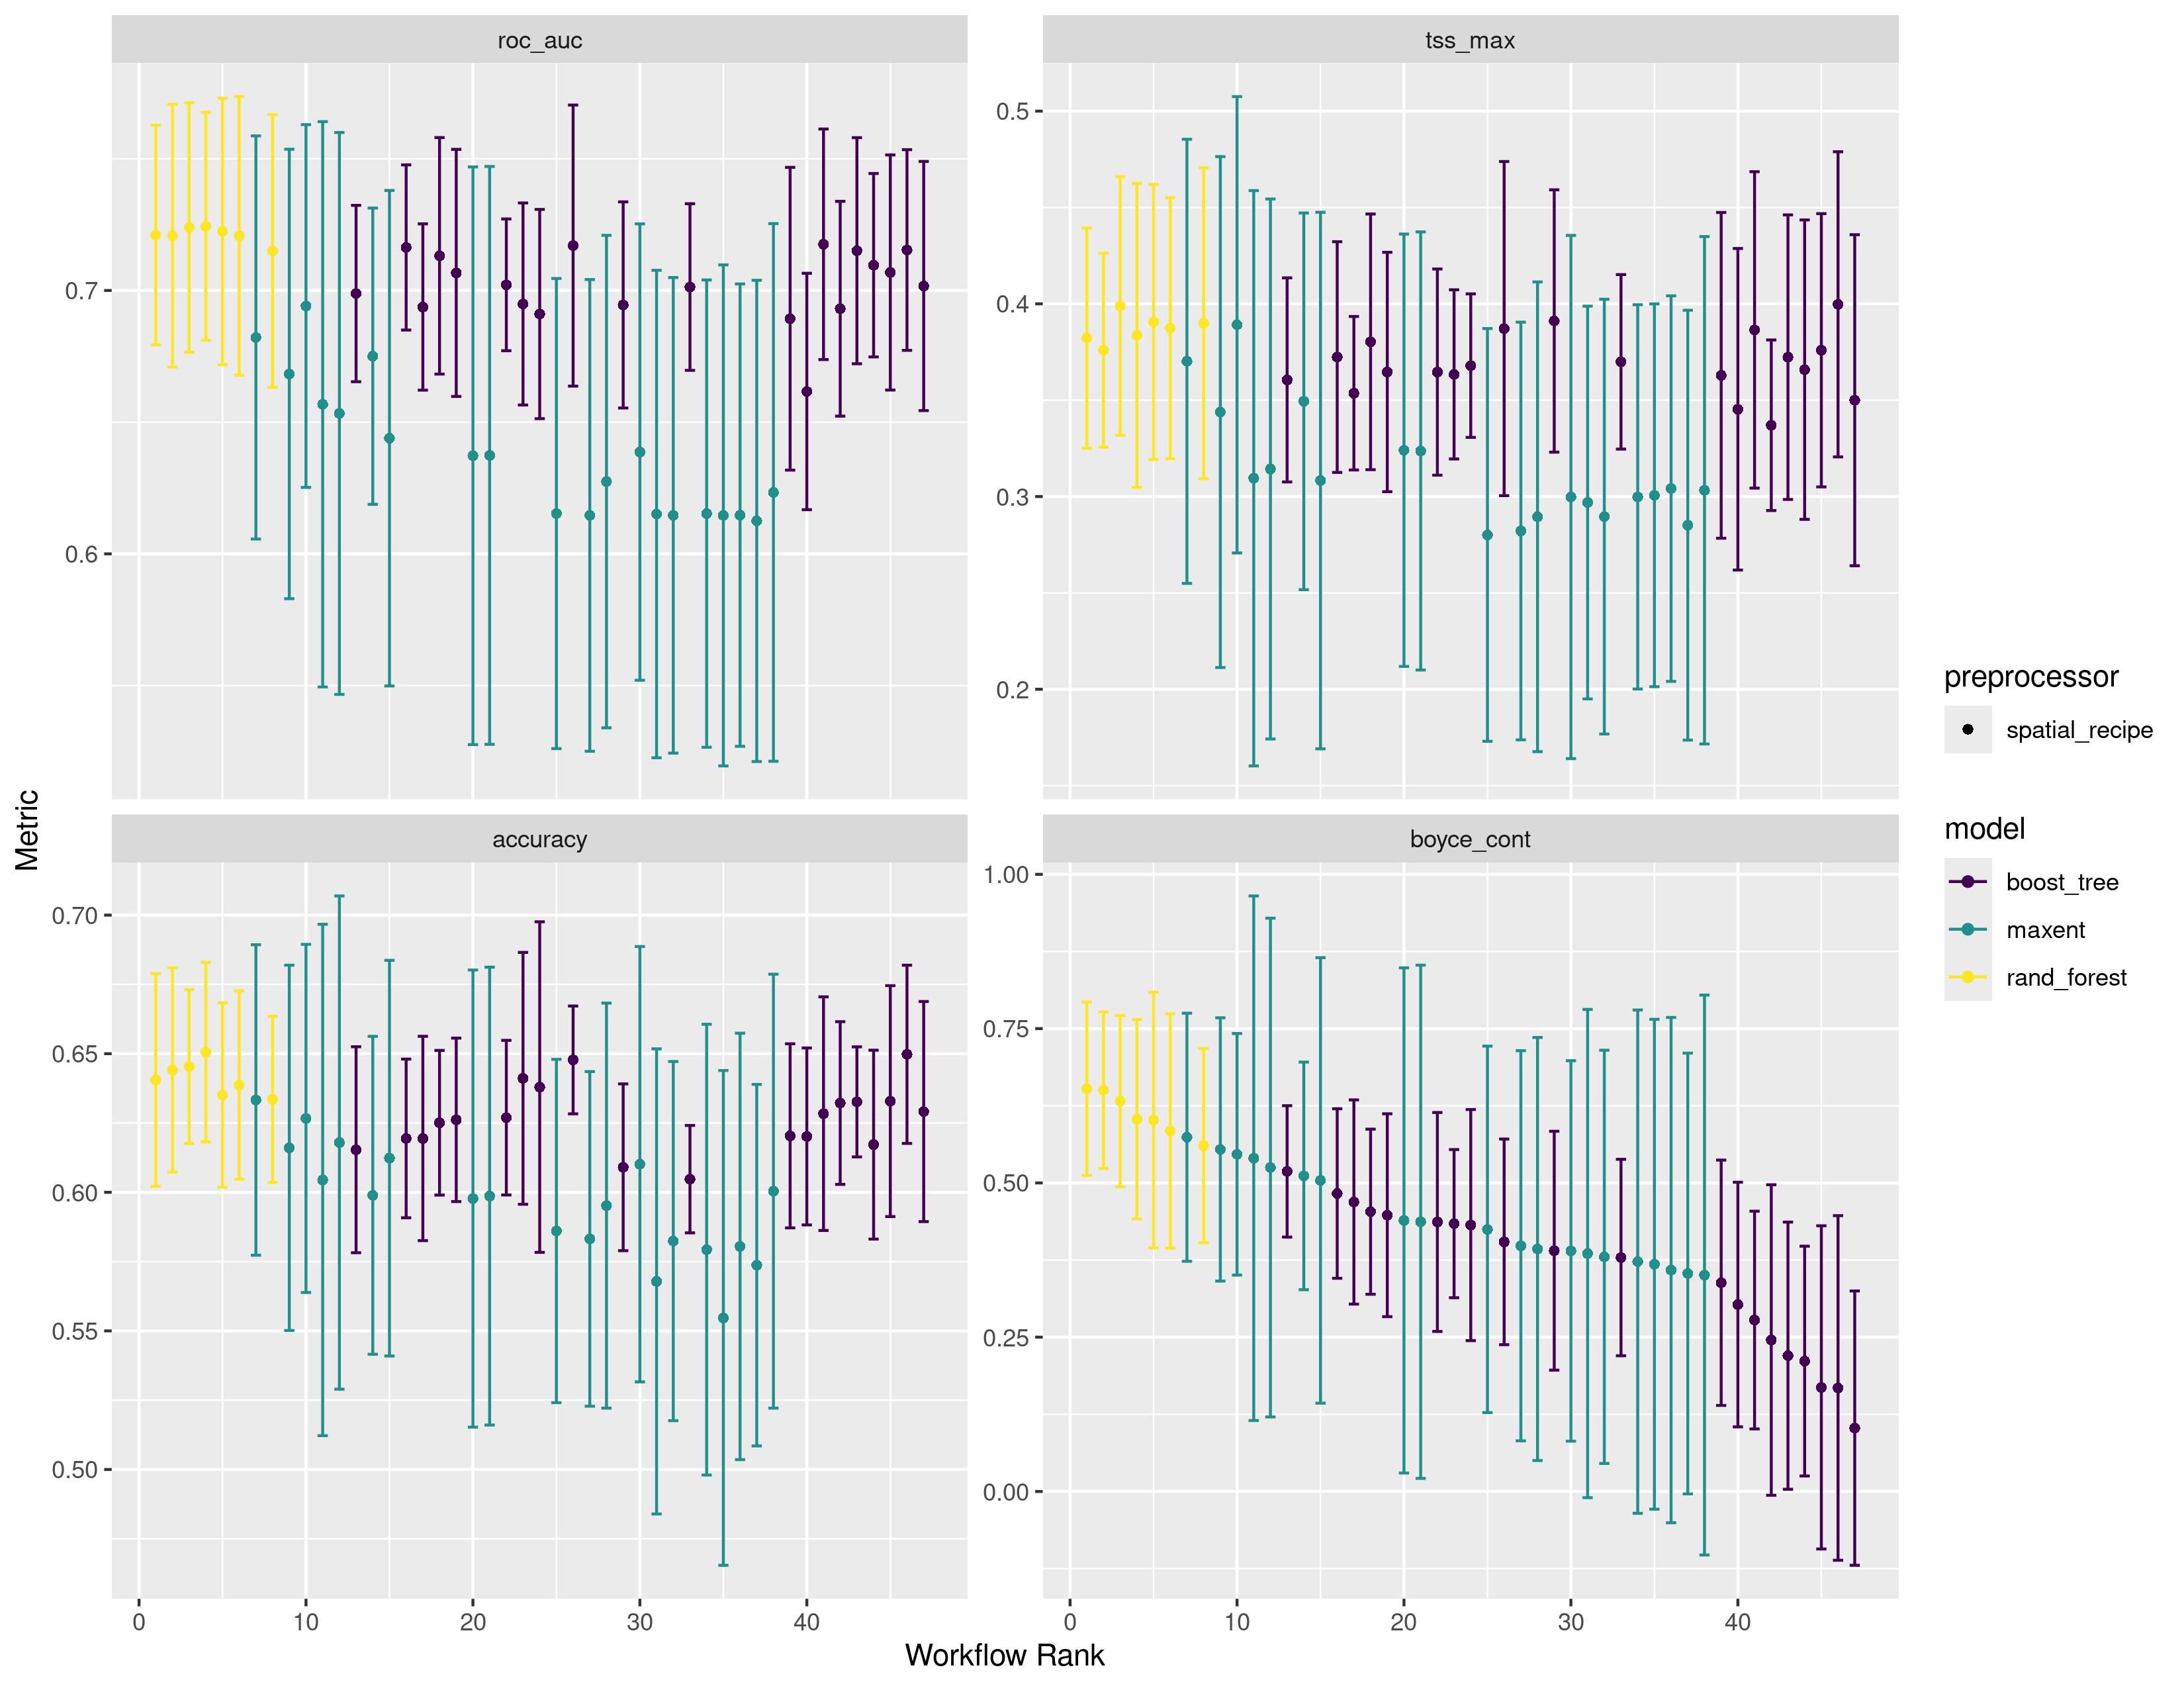 roc_auc
tss_max
0.7
0.6
0.5
0.4
0.3
0.2
accuracy
boyce_cont
0.70
0.65
0.60
0.55
0.50
1.00
0.75
0.50
0.25
0.00
0 10 20 30 40
0 10 20 30 40
Workflow Rank
Metric
preprocessor
spatial_recipe
model
boost_tree
maxent
rand_forest